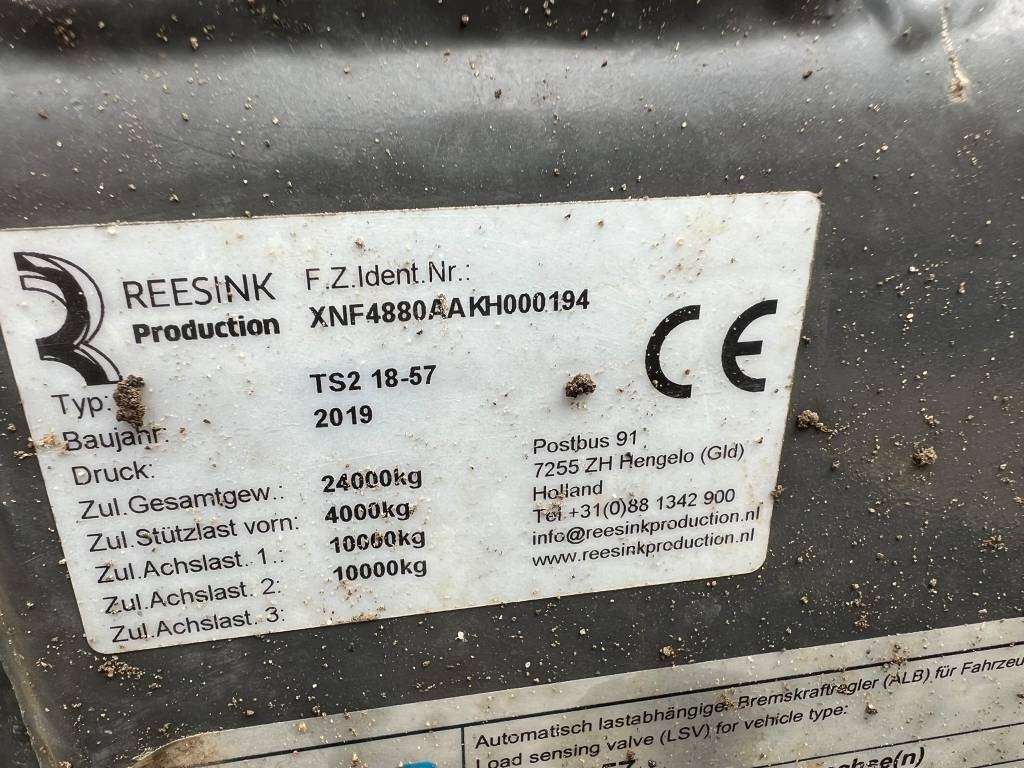 REESINK
Production
F.Z.Ident.Nr.:
XNF4880AAKH000194
CE
Typ: TS2 18-57
Baujahr: 2019
Druck:
Zul.Gesamtgew.: 24000kg
Zul.Stützlast vorn: 4000kg
Zul.Achslast. 1.: 10000kg
Zul.Achslast. 2: 10000kg
Zul.Achslast. 3:
Postbus 91
7255 ZH Hengelo (Gld)
Holland
Tel.+31(0)88 1342 900
info@reesinkproduction.nl
www.reesinkproduction.nl
Automatisch lastabhängige Bremskraftregler (ALB) für Fahrzeu
Load sensing valve (LSV) for vehicle type: